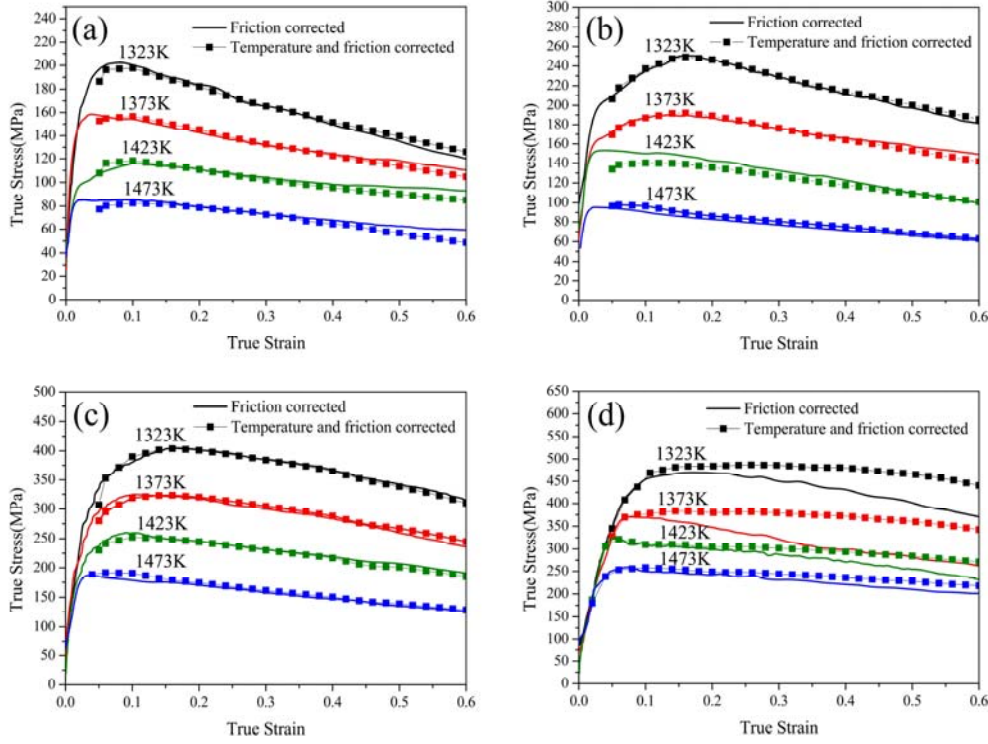 (a)
Friction corrected
Temperature and friction corrected
1323K
1373K
1423K
1473K
True Stress(MPa)
220
200
180
160
140
120
100
80
60
40
20
0
0.0 0.1 0.2 0.3 0.4 0.5 0.6
True Strain
(b)
Friction corrected
Temperature and friction corrected
1323K
1373K
1423K
1473K
True Stress(MPa)
300
270
240
210
180
160
140
120
100
80
60
50
30
0
0.0 0.1 0.2 0.3 0.4 0.5 0.6
True Strain
(c)
Friction corrected
Temperature and friction corrected
1323K
1373K
1423K
1473K
True Stress(MPa)
500
450
400
350
300
250
200
150
100
50
0
0.0 0.1 0.2 0.3 0.4 0.5 0.6
True Strain
(d)
Friction corrected
Temperature and friction corrected
1323K
1373K
1423K
1473K
True Stress(MPa)
650
600
550
500
450
350
300
250
200
150
100
50
0
0.0 0.1 0.2 0.3 0.4 0.5 0.6
True Strain